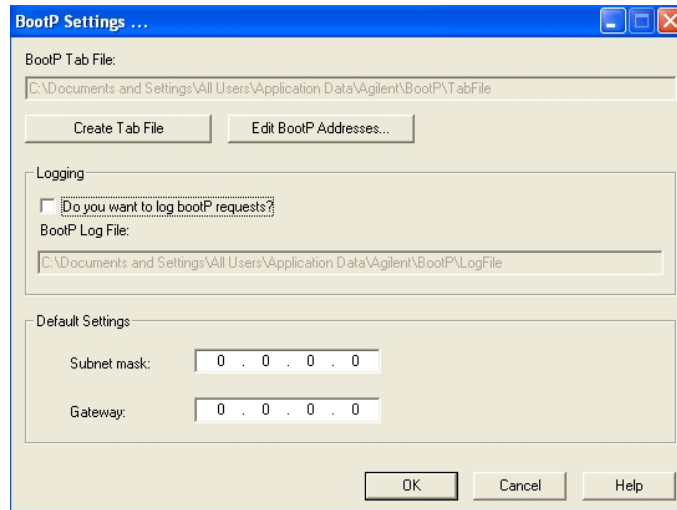 BootP Settings ...
BootP Tab File:
C:\Documents and Settings\All Users\Application Data\Agilent\BootP\TabFile
Create Tab File Edit BootP Addresses...
Logging
Do you want to log bootP requests?
BootP Log File:
C:\Documents and Settings\All Users\Application Data\Agilent\BootP\LogFile
Default Settings
Subnet mask: 0 . 0 . 0 . 0
Gateway: 0 . 0 . 0 . 0
OK Cancel Help